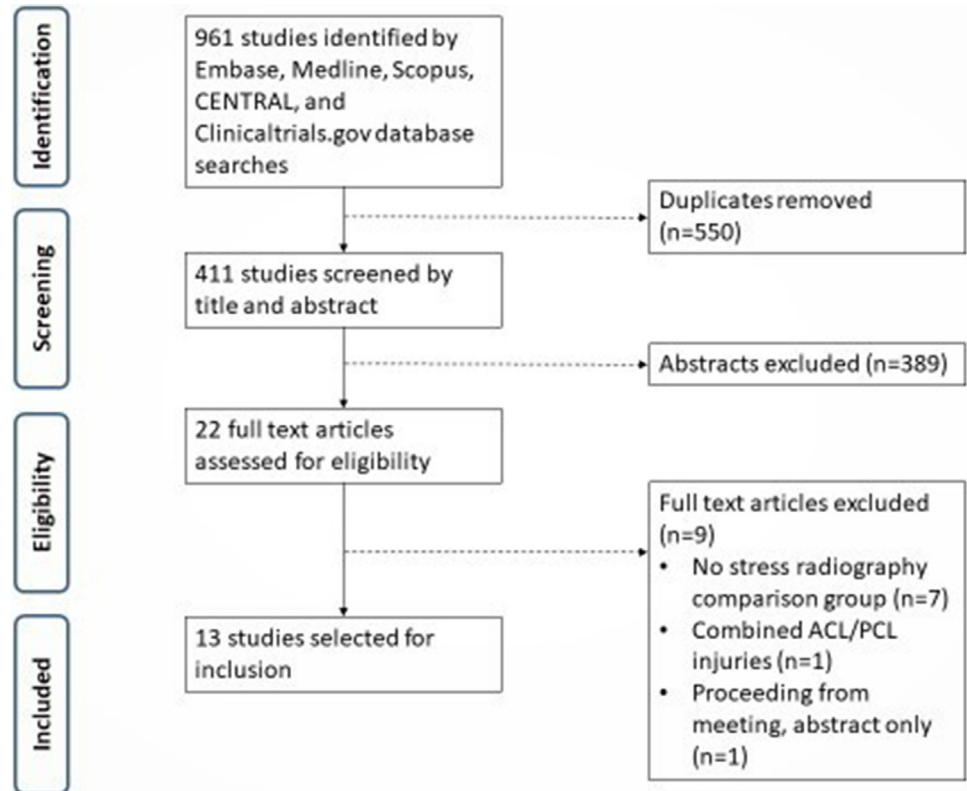 Identification
961 studies identified by
Embase, Medline, Scopus,
CENTRAL, and
Clinicaltrials.gov database
searches
Duplicates removed
(n=550)
Screening
411 studies screened by
title and abstract
Abstracts excluded (n=389)
Eligibility
22 full text articles
assessed for eligibility
Full text articles excluded
(n=9)
• No stress radiography
comparison group (n=7)
• Combined ACL/PCL
injuries (n=1)
• Proceeding from
meeting, abstract only
(n=1)
Included
13 studies selected for
inclusion